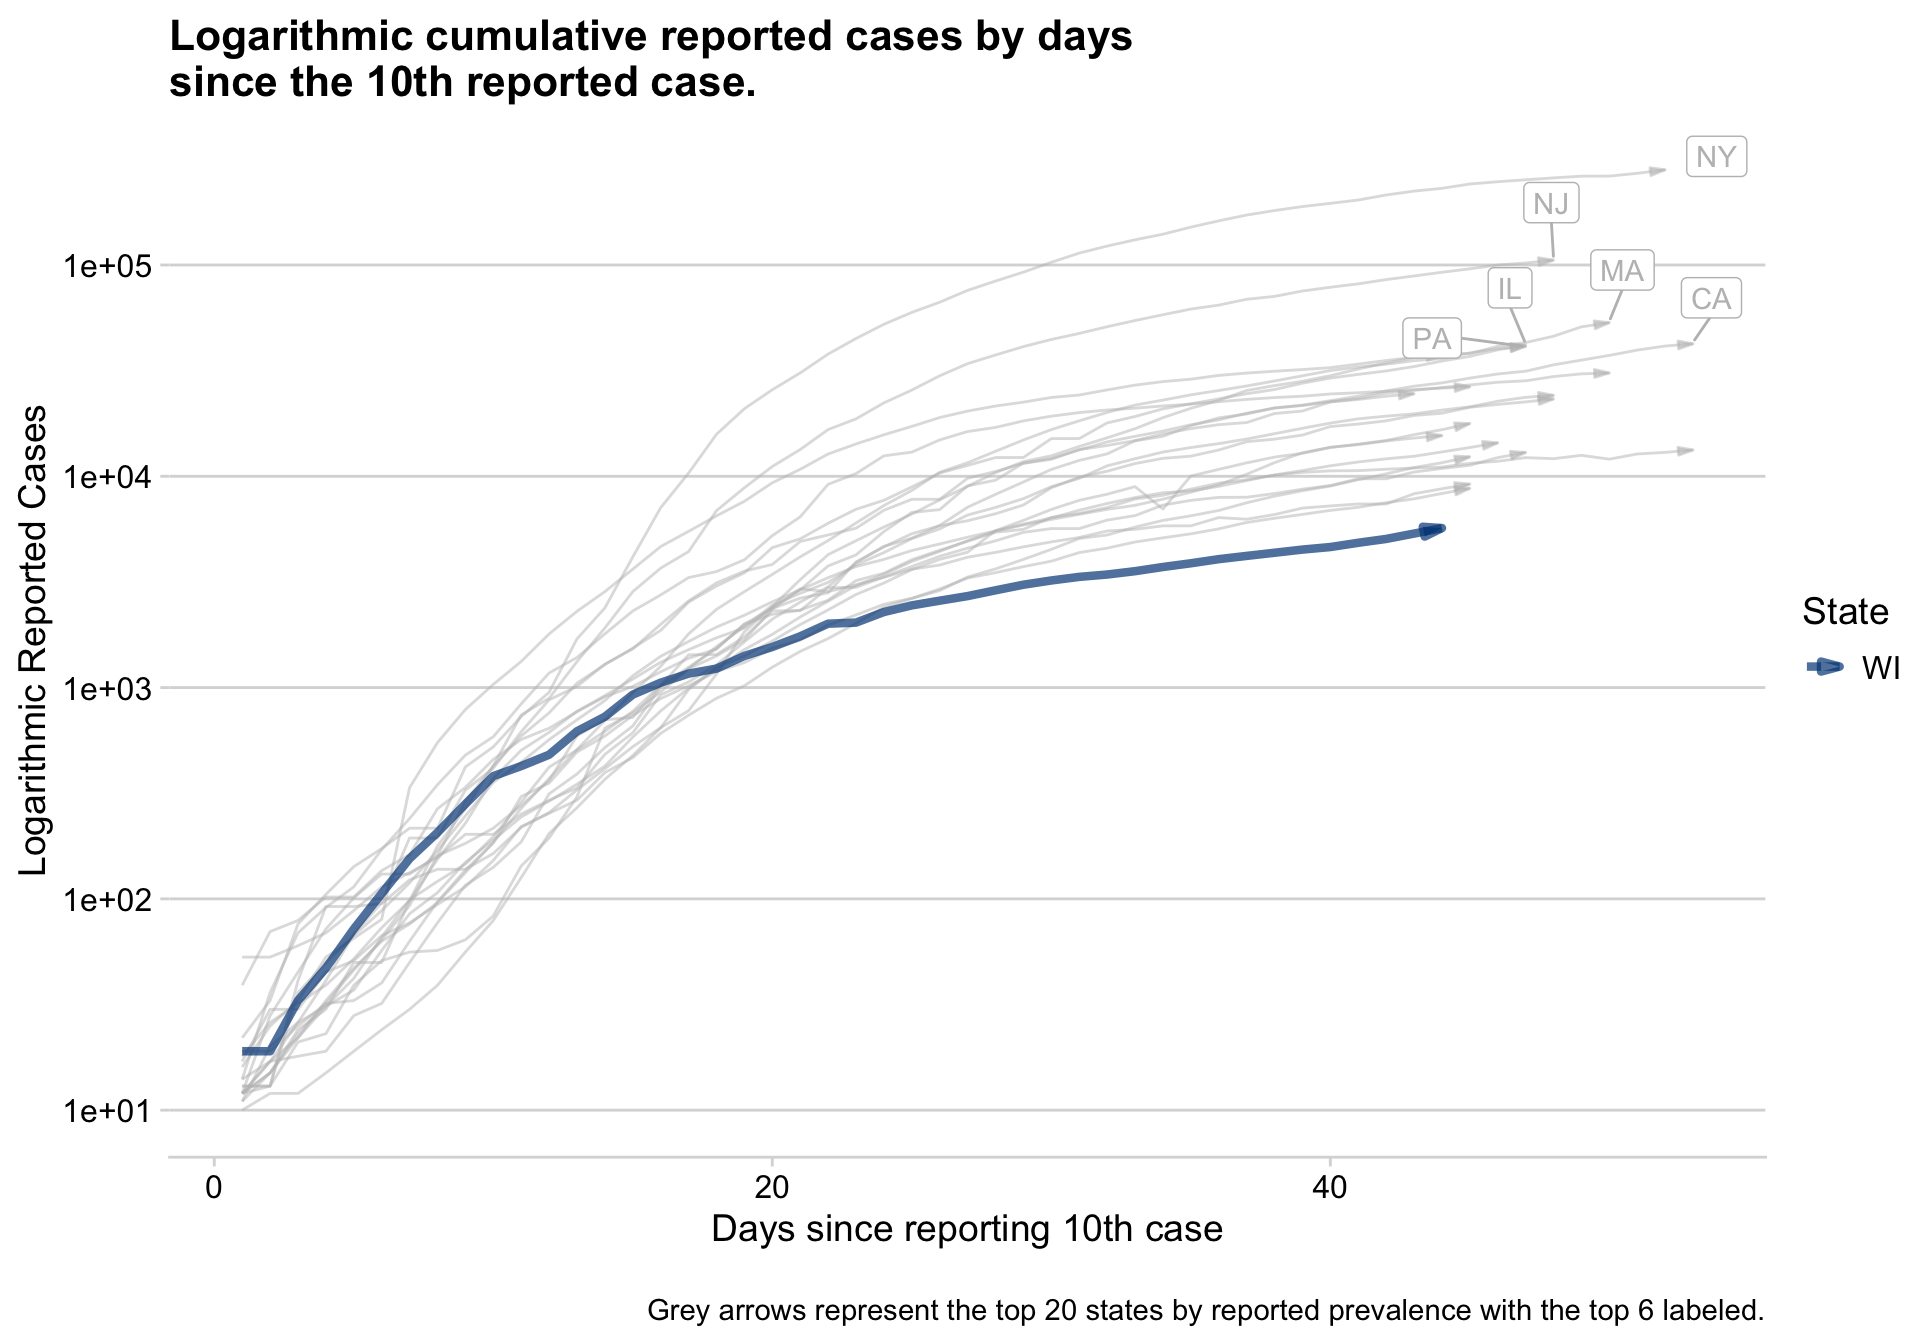 Logarithmic cumulative reported cases by days
since the 10th reported case.
NY
NJ
MA
IL
CA
PA
1e+05
1e+04
1e+03
1e+02
1e+01
Logarithmic Reported Cases
State
WI
0
20
40
Days since reporting 10th case
Grey arrows represent the top 20 states by reported prevalence with the top 6 labeled.